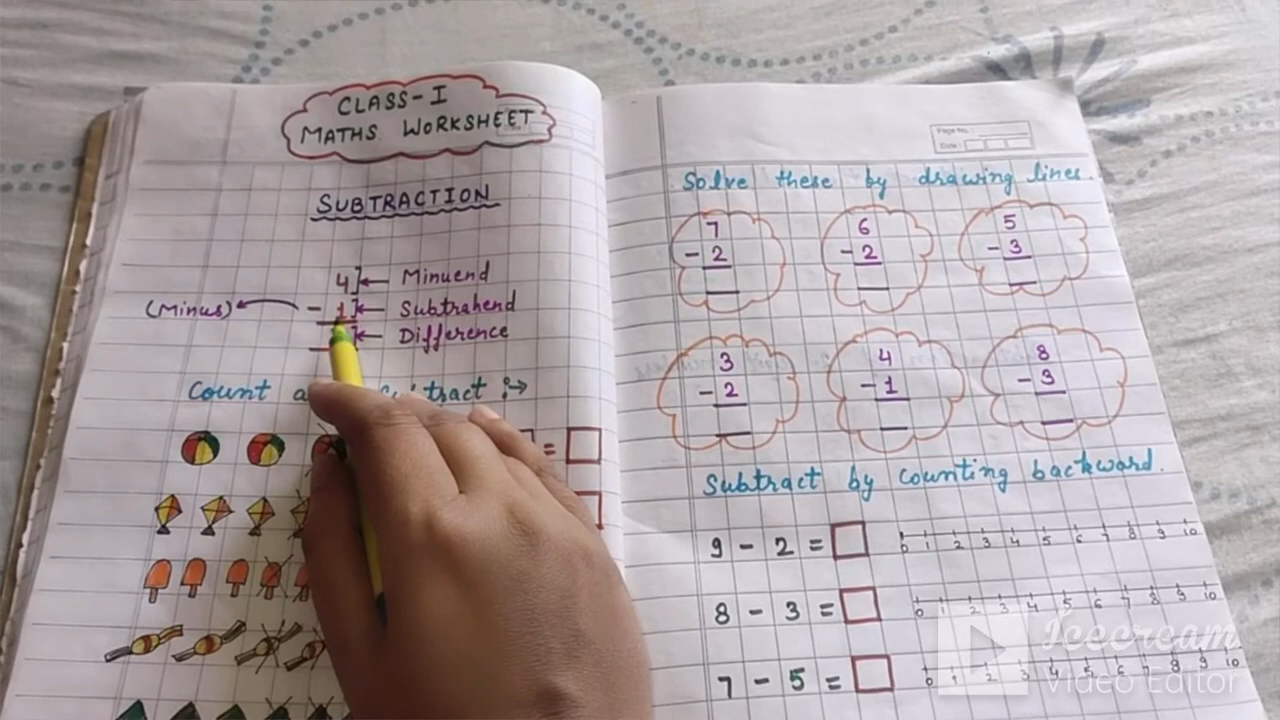 CLASS-I
MATHS WORKSHEET
SUBTRACTION
4 ← Minuend
(Minus) ← - 1 ← Subtrahend
← Difference
Count
=
Page No.:
Date:
Solve these by drawing lines.
7 6 5
- 2 - 2 - 3
3 4 8
- 2 - 1 - 3
Subtract by counting backward.
9 - 2 = 0 1 2 3 4 5 6 7 8 9 10
8 - 3 = 0 1 2 3 4 5 6 7 8 9 10
7 - 5 = 0 1 2 3 4 5 6 7 8 9 10
Icecream
Video Editor